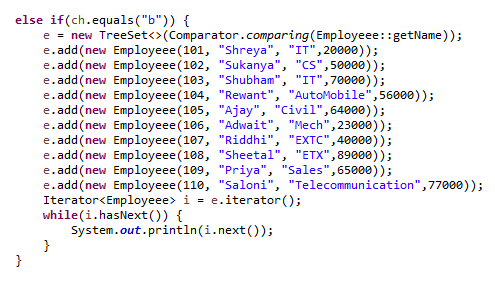 else if(ch.equals("b")) {
e = new TreeSet<>(Comparator.comparing(Employeee::getName));
e.add(new Employeee(101, "Shreya", "IT",20000));
e.add(new Employeee(102, "Sukanya", "CS",50000));
e.add(new Employeee(103, "Shubham", "IT",70000));
e.add(new Employeee(104, "Rewant", "AutoMobile",56000));
e.add(new Employeee(105, "Ajay", "Civil",64000));
e.add(new Employeee(106, "Adwait", "Mech",23000));
e.add(new Employeee(107, "Riddhi", "EXTC",40000));
e.add(new Employeee(108, "Sheetal", "ETX",89000));
e.add(new Employeee(109, "Priya", "Sales",65000));
e.add(new Employeee(110, "Saloni", "Telecommunication",77000));
Iterator<Employeee> i = e.iterator();
while(i.hasNext()) {
System.out.println(i.next());
}
}